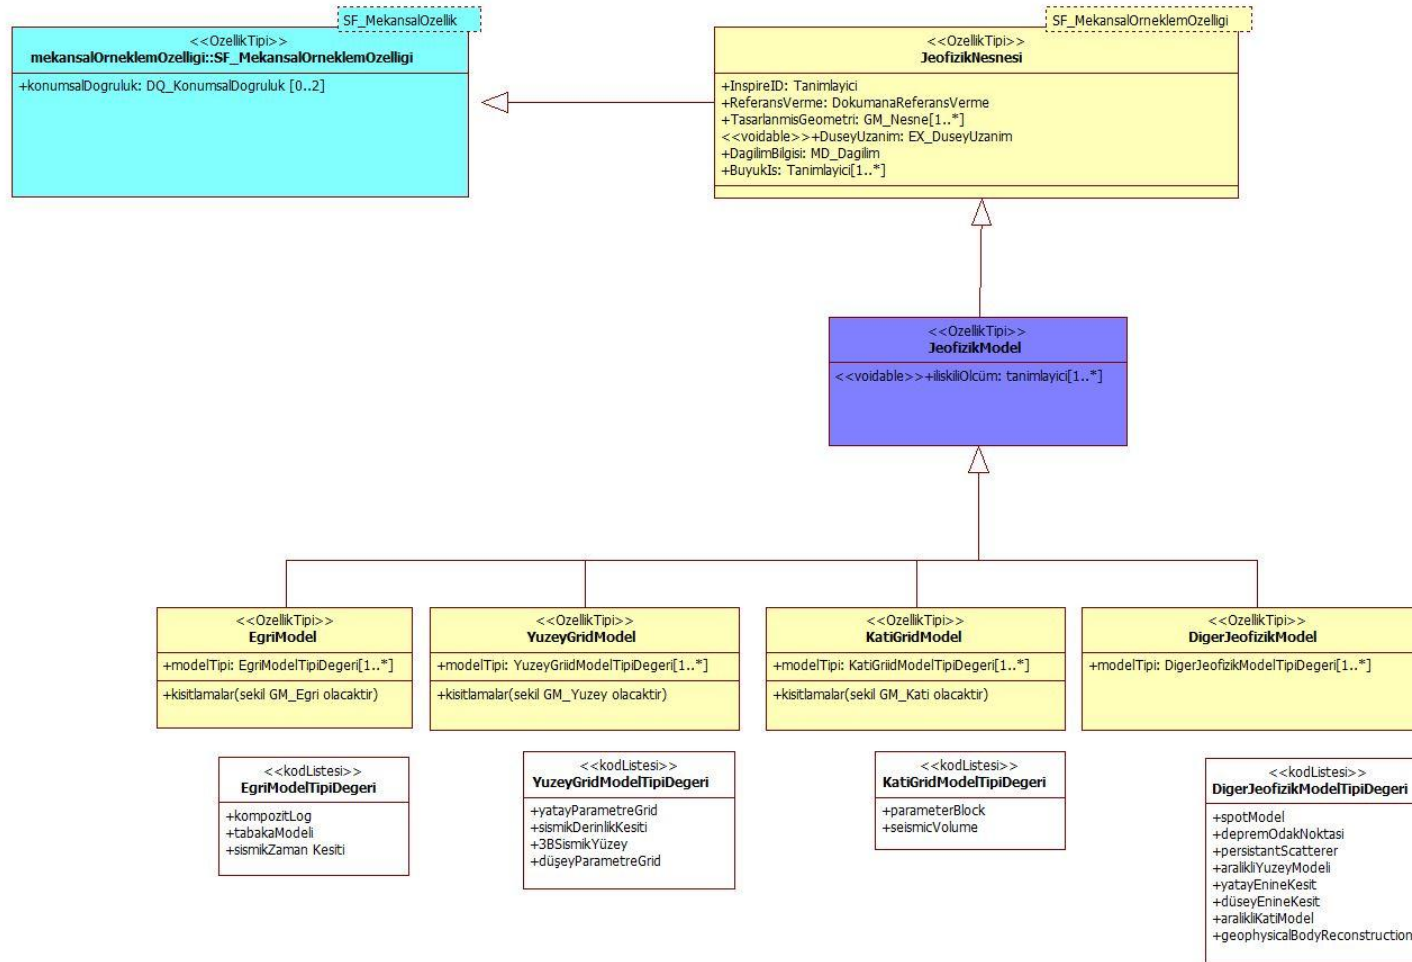 SF_MekansalOzellik
<<OzellikTipi>>
mekansalOrneklemOzelligi::SF_MekansalOrneklemOzelligi
+konumsalDogruluk: DQ_KonumsalDogruluk [0..2]
SF_MekansalOrneklemOzelligi
<<OzellikTipi>>
JeofizikNesnesi
+InspireID: Tanimlayici
+ReferansVerme: DokumanaReferansVerme
+TasarlanmisGeometri: GM_Nesne[1..*]
<<voidable>>+DuseyUzanim: EX_DuseyUzanim
+DagilimBilgisi: MD_Dagilim
+BuyukIs: Tanimlayici[1..*]
<<OzellikTipi>>
JeofizikModel
<<voidable>>+iliskiliOlcüm: tanimlayici[1..*]
<<OzellikTipi>>
EgriModel
+modelTipi: EgriModelTipiDegeri[1..*]
+kisitlamalar(sekil GM_Egri olacaktir)
<<OzellikTipi>>
YuzeyGridModel
+modelTipi: YuzeyGriidModelTipiDegeri[1..*]
+kisitlamalar(sekil GM_Yuzey olacaktir)
<<OzellikTipi>>
KatiGridModel
+modelTipi: KatiGriidModelTipiDegeri[1..*]
+kisitlamalar(sekil GM_Kati olacaktir)
<<OzellikTipi>>
DigerJeofizikModel
+modelTipi: DigerJeofizikModelTipiDegeri[1..*]
<<kodListesi>>
EgriModelTipiDegeri
+kompozitLog
+tabakaModeli
+sismikZaman Kesiti
<<kodListesi>>
YuzeyGridModelTipiDegeri
+yatayParametreGrid
+sismikDerinlikKesiti
+3BSismikYüzey
+düşeyParametreGrid
<<kodListesi>>
KatiGridModelTipiDegeri
+parameterBlock
+seismicVolume
<<kodListesi>>
DigerJeofizikModelTipiDegeri
+spotModel
+depremOdakNoktasi
+persistantScatterer
+aralikliYuzeyModeli
+yatayEnineKesit
+düseyEnineKesit
+aralikliKatiModel
+geophysicalBodyReconstruction